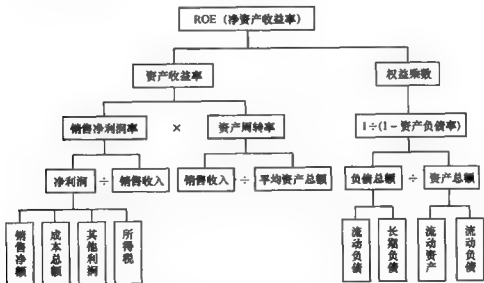 ROE（净资产收益率）
资产收益率 权益乘数
销售净利润率 × 资产周转率 1÷(1-资产负债率)
净利润 ÷ 销售收入 销售收入 ÷ 平均资产总额 负债总额 ÷ 资产总额
销售净额 成本总额 其他利润 所得税 流动负债 长期负债 流动资产 流动负债